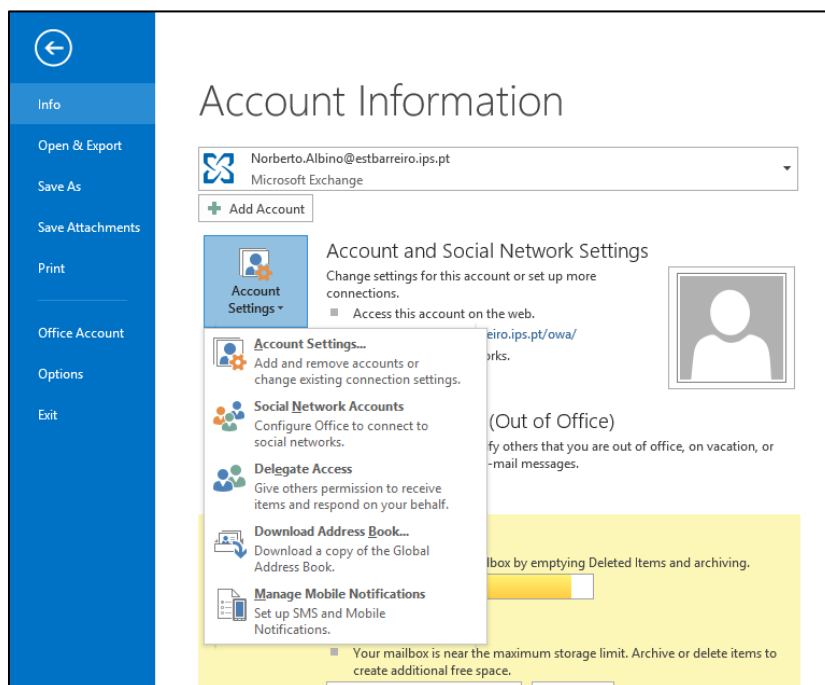 Info
Open & Export
Save As
Save Attachments
Print
Office Account
Options
Exit
Account Information
Norberto.Albino@estbarreiro.ips.pt
Microsoft Exchange
Add Account
Account
Settings
Account and Social Network Settings
Change settings for this account or set up more
connections.
Access this account on the web.
eiro.ips.pt/owa/
orks.
Account Settings...
Add and remove accounts or
change existing connection settings.
Social Network Accounts
Configure Office to connect to
social networks.
Delegate Access
Give others permission to receive
items and respond on your behalf.
Download Address Book...
Download a copy of the Global
Address Book.
Manage Mobile Notifications
Set up SMS and Mobile
Notifications.
(Out of Office)
fy others that you are out of office, on vacation, or
-mail messages.
lbox by emptying Deleted Items and archiving.
Your mailbox is near the maximum storage limit. Archive or delete items to
create additional free space.